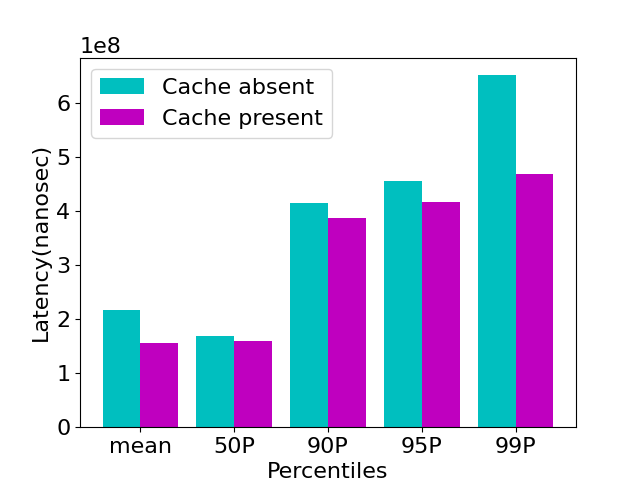 1e8
Cache absent
Cache present
6
5
4
3
2
1
0
Latency(nanosec)
mean 50P 90P 95P 99P
Percentiles